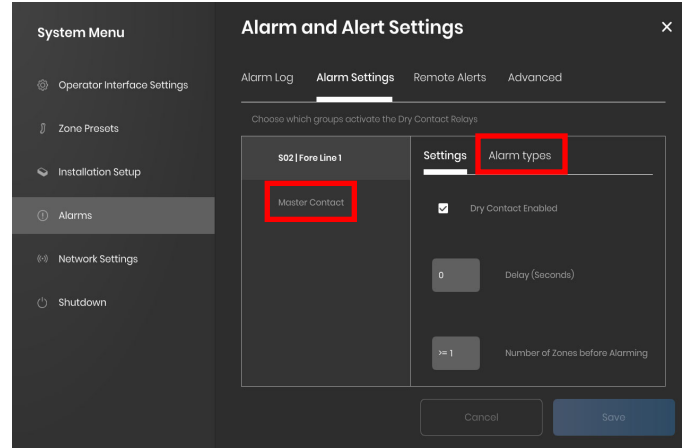 System Menu
Operator Interface Settings
Zone Presets
Installation Setup
Alarms
Network Settings
Shutdown
Alarm and Alert Settings
Alarm Log Alarm Settings Remote Alerts Advanced
Choose which groups activate the Dry Contact Relays
S02 | Fore Line 1
Master Contact
Settings Alarm types
Dry Contact Enabled
0 Delay (Seconds)
>= 1 Number of Zones before Alarming
Cancel Save